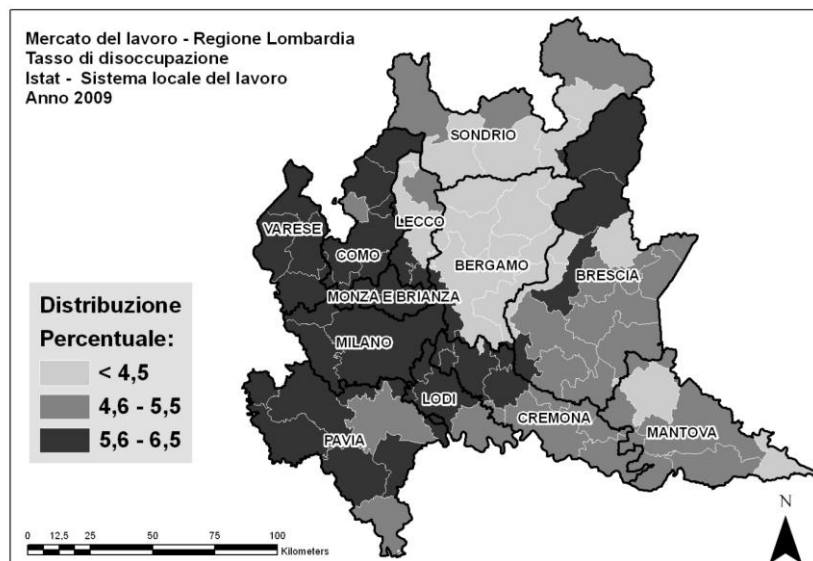 Mercato del lavoro - Regione Lombardia
Tasso di disoccupazione
Istat - Sistema locale del lavoro
Anno 2009
SONDRIO
LECCO
VARESE
COMO
BERGAMO
BRESCIA
MONZA E BRIANZA
MILANO
LODI
CREMONA
PAVIA
MANTOVA
Distribuzione
Percentuale:
< 4,5
4,6 - 5,5
5,6 - 6,5
N
0 12,5 25 50 75 100
Kilometers